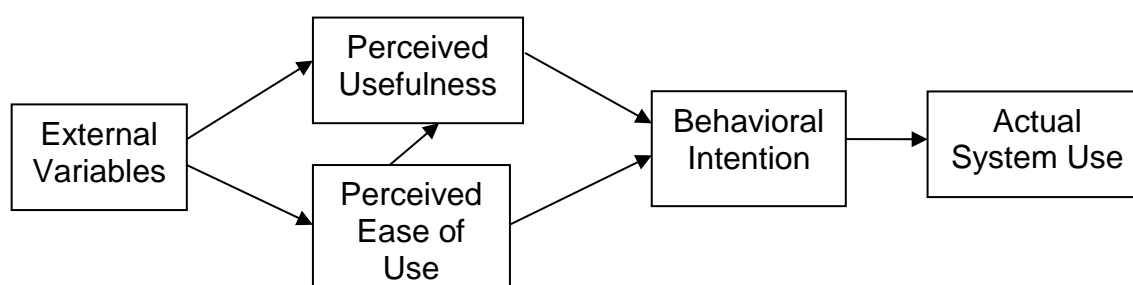 External
Variables
Perceived
Usefulness
Perceived
Ease of
Use
Behavioral
Intention
Actual
System Use